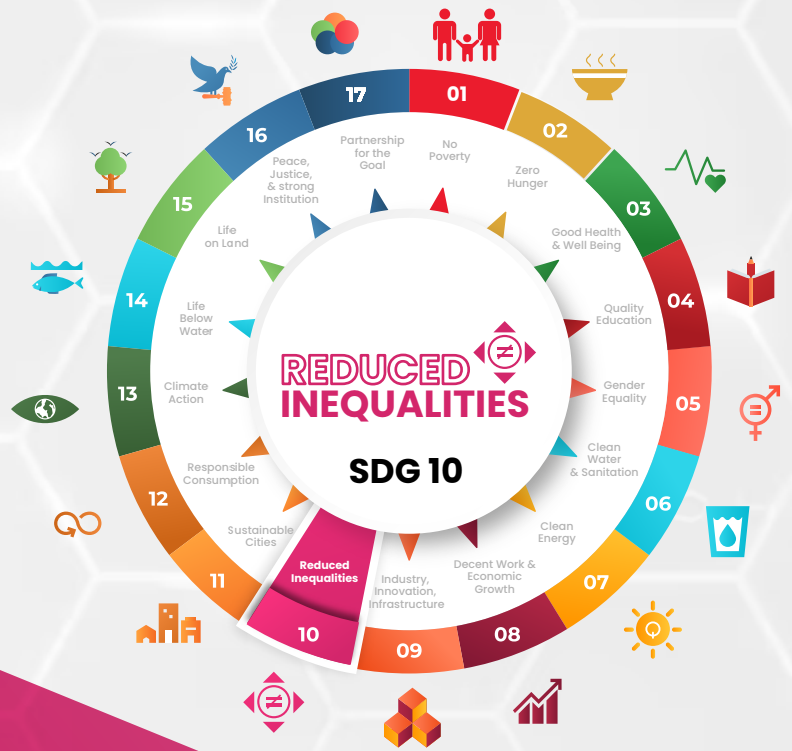 17
01
16
02
Partnership
for the
Goal
No
Poverty
Peace,
Justice,
& strong
Institution
Zero
Hunger
15
03
Life
on Land
Good Health
& Well Being
14
04
Life
Below
Water
Quality
Education
REDUCED
INEQUALITIES
SDG 10
13
05
Climate
Action
Gender
Equality
12
06
Responsible
Consumption
Clean
Water
& Sanitation
Sustainable
Cities
Clean
Energy
11
07
Reduced
Inequalities
Industry,
Innovation,
Infrastructure
Decent Work &
Economic
Growth
10
09
08